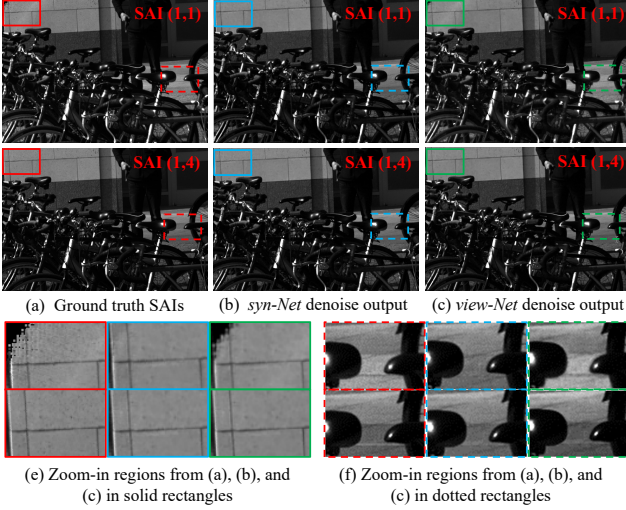 SAI (1,1)
SAI (1,1)
SAI (1,1)
SAI (1,4)
SAI (1,4)
SAI (1,4)
(a) Ground truth SAIs
(b) syn-Net denoise output
(c) view-Net denoise output
(e) Zoom-in regions from (a), (b), and
(c) in solid rectangles
(f) Zoom-in regions from (a), (b), and
(c) in dotted rectangles